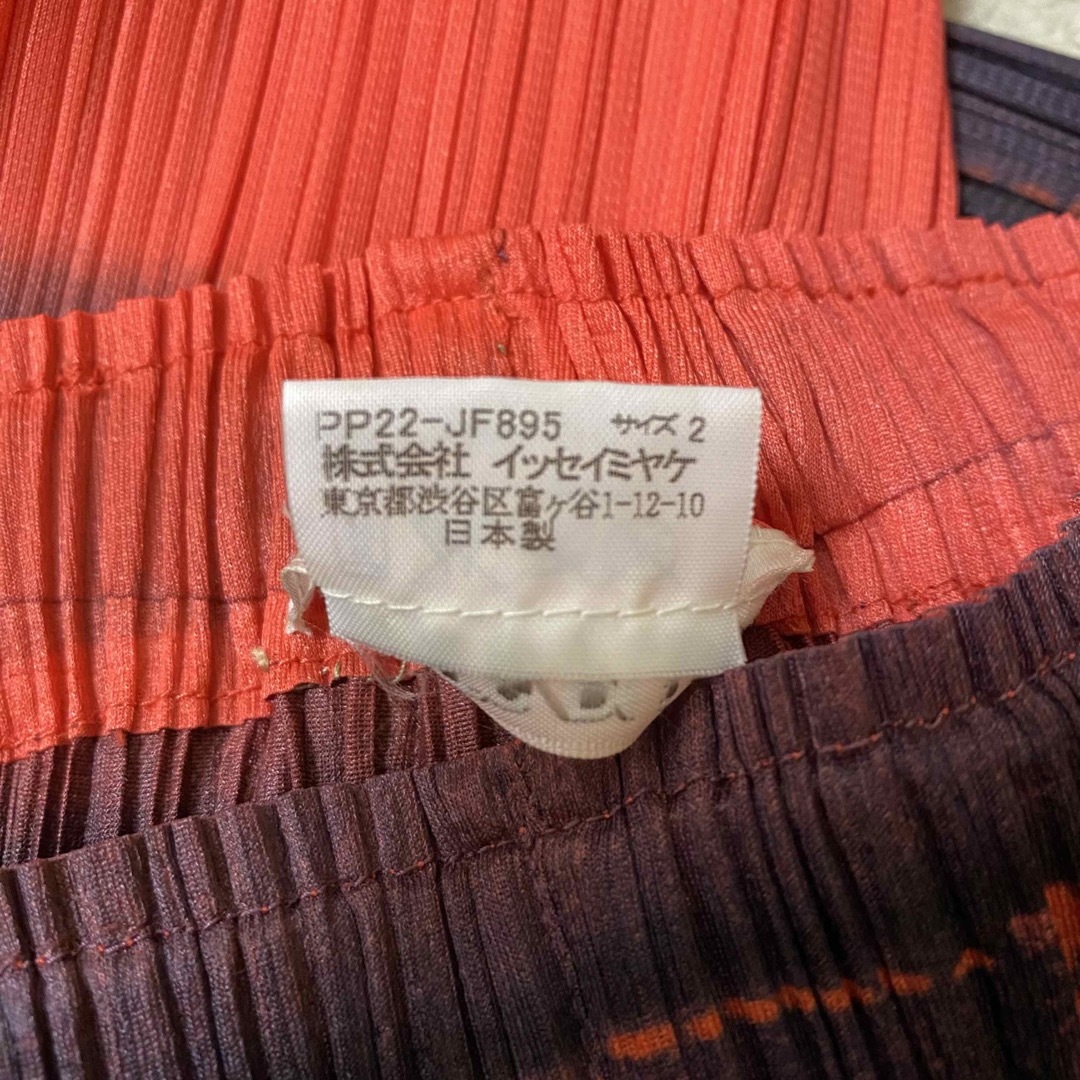 PP22-JF895 サイズ 2
株式会社 イッセイミヤケ
東京都渋谷区富ヶ谷1-12-10
日本製